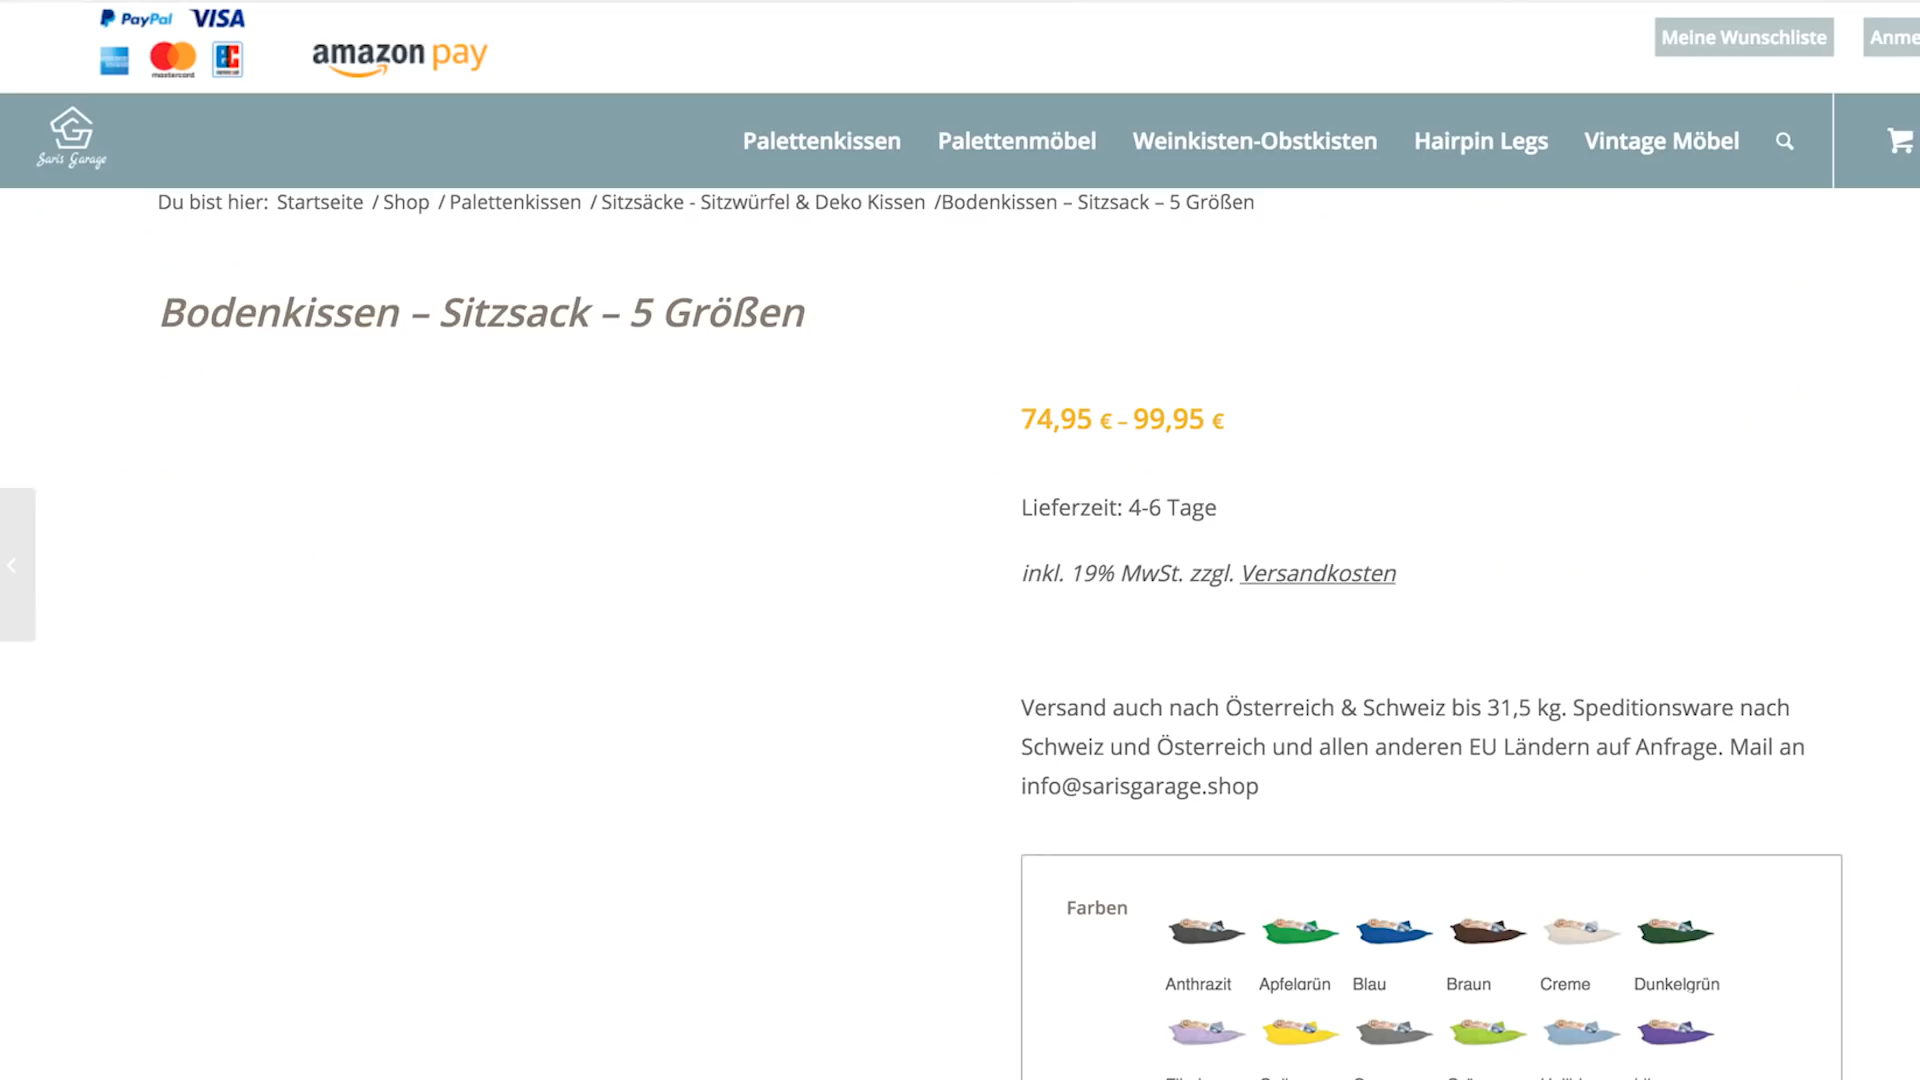 PayPal VISA
mastercard
EC
amazon pay
Meine Wunschliste
Saris Garage
Palettenkissen Palettenmöbel Weinkisten-Obstkisten Hairpin Legs Vintage Möbel
Du bist hier: Startseite / Shop / Palettenkissen / Sitzsäcke - Sitzwürfel & Deko Kissen /Bodenkissen – Sitzsack – 5 Größen
Bodenkissen – Sitzsack – 5 Größen
74,95 € – 99,95 €
Lieferzeit: 4-6 Tage
inkl. 19% MwSt. zzgl. Versandkosten
Versand auch nach Österreich & Schweiz bis 31,5 kg. Speditionsware nach
Schweiz und Österreich und allen anderen EU Ländern auf Anfrage. Mail an
info@sarisgarage.shop
Farben
Anthrazit Apfelgrün Blau Braun Creme Dunkelgrün